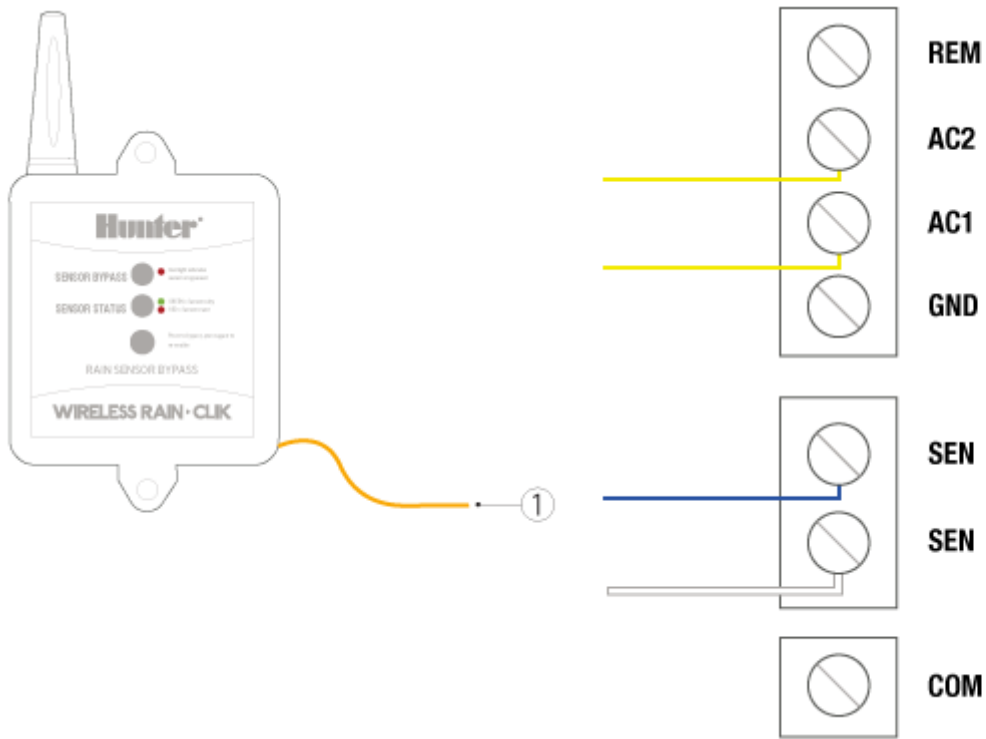 Hunter®
SENSOR BYPASS
SENSOR STATUS
RAIN SENSOR BYPASS
WIRELESS RAIN·CLIK
1
REM
AC2
AC1
GND
SEN
SEN
COM